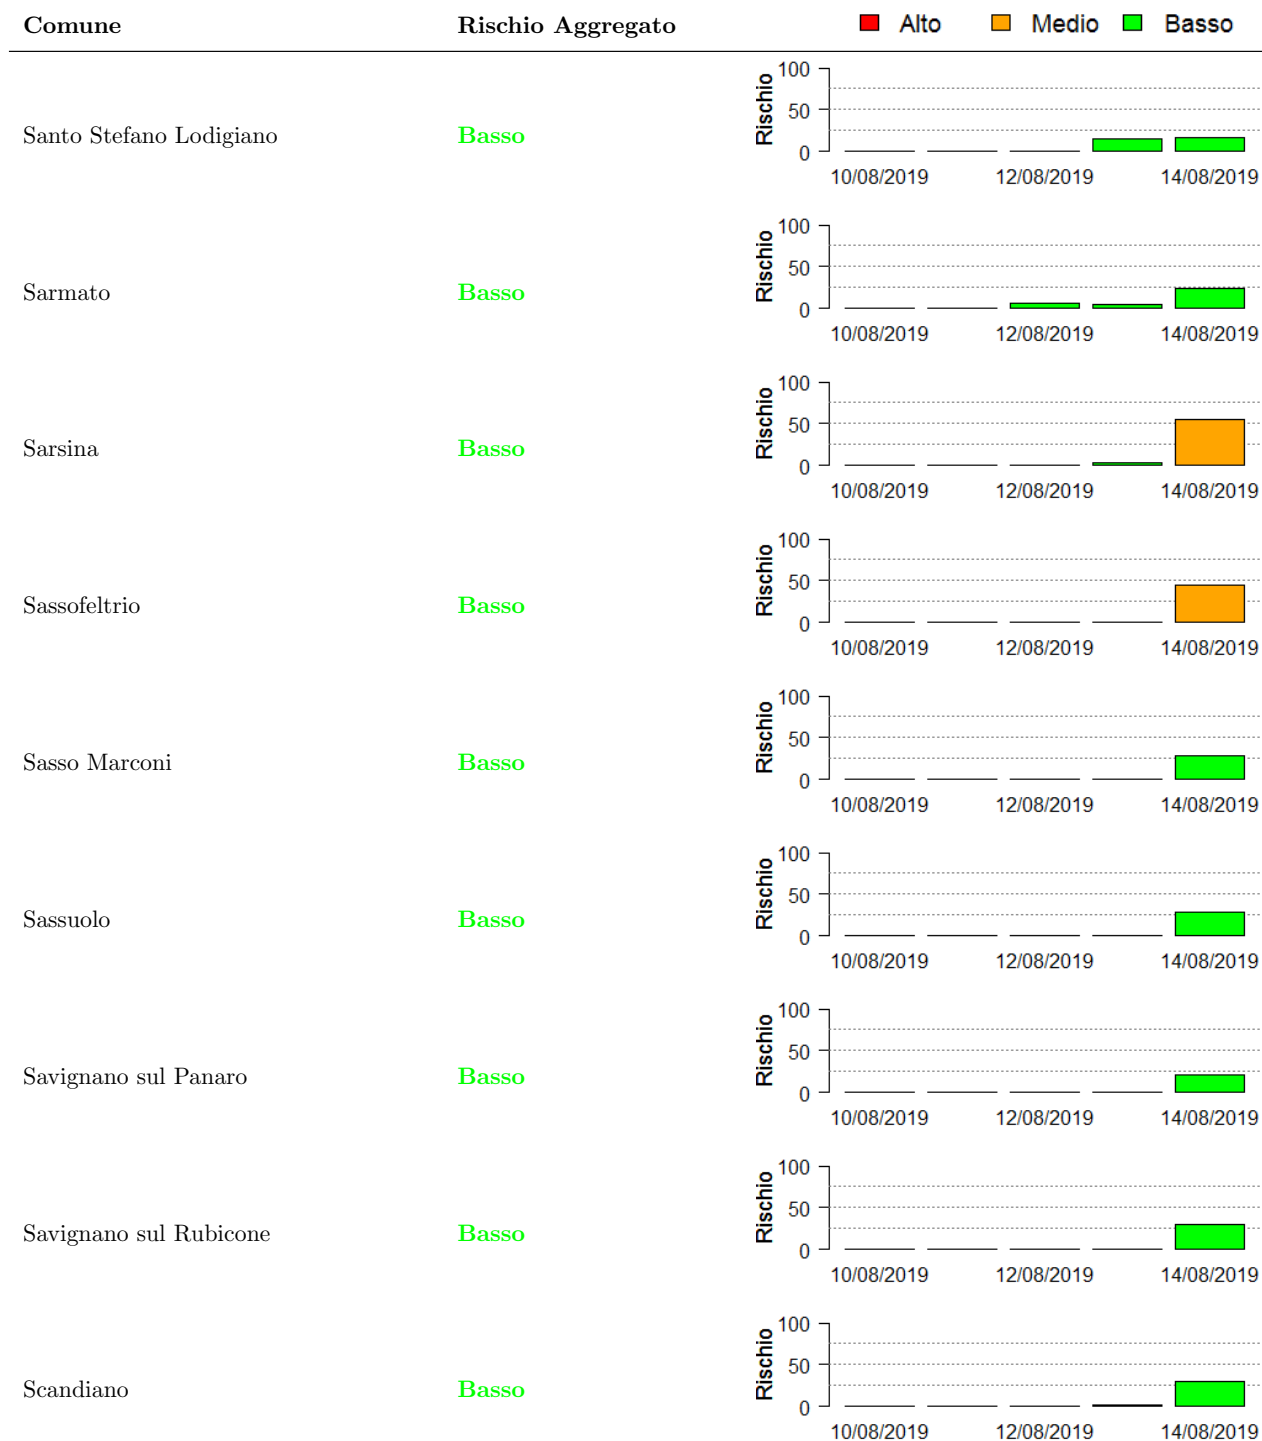 Comune Rischio Aggregato Alto Medio Basso
Santo Stefano Lodigiano Basso Rischio 100 50 0
10/08/2019 12/08/2019 14/08/2019
Sarmato Basso Rischio 100 50 0
10/08/2019 12/08/2019 14/08/2019
Sarsina Basso Rischio 100 50 0
10/08/2019 12/08/2019 14/08/2019
Sassofeltrio Basso Rischio 100 50 0
10/08/2019 12/08/2019 14/08/2019
Sasso Marconi Basso Rischio 100 50 0
10/08/2019 12/08/2019 14/08/2019
Sassuolo Basso Rischio 100 50 0
10/08/2019 12/08/2019 14/08/2019
Savignano sul Panaro Basso Rischio 100 50 0
10/08/2019 12/08/2019 14/08/2019
Savignano sul Rubicone Basso Rischio 100 50 0
10/08/2019 12/08/2019 14/08/2019
Scandiano Basso Rischio 100 50 0
10/08/2019 12/08/2019 14/08/2019